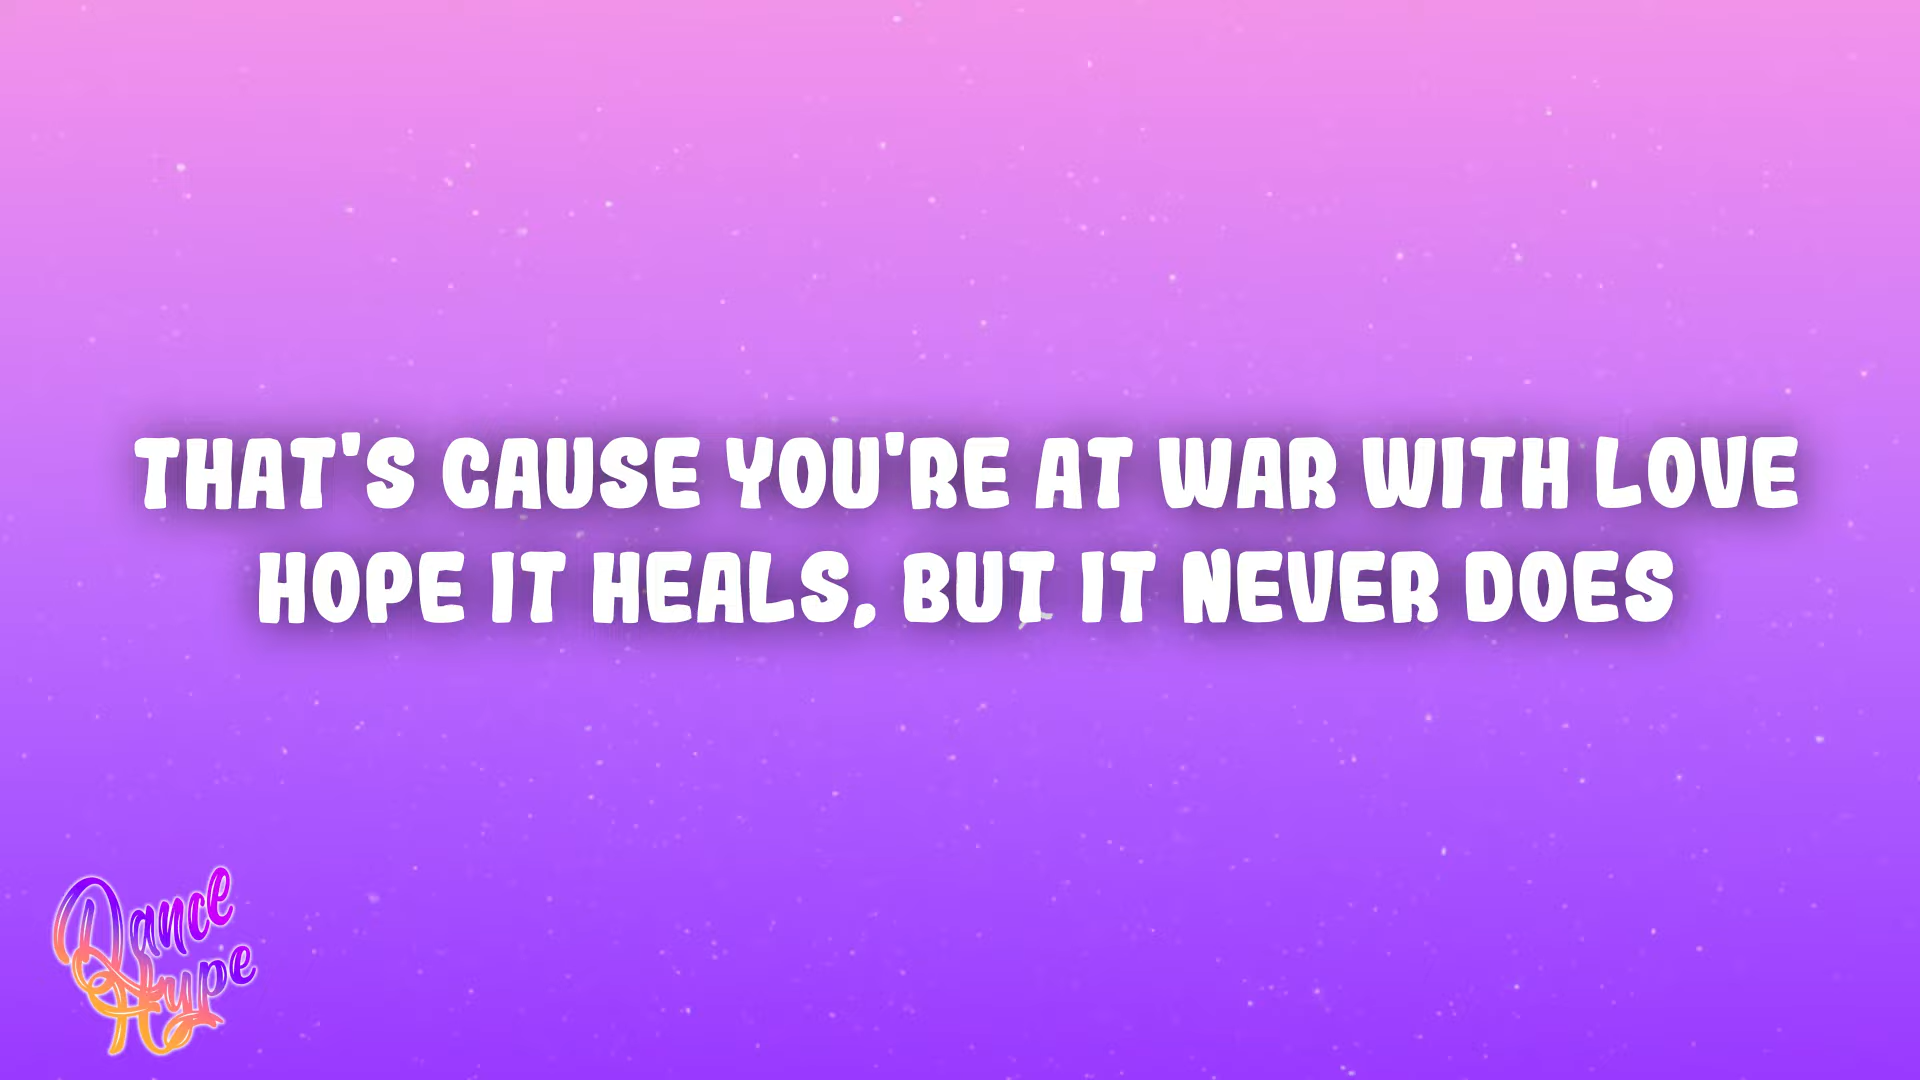 THAT'S CAUSE YOU'RE AT WAR WITH LOVE
HOPE IT HEALS, BUT IT NEVER DOES
Dance
Hype